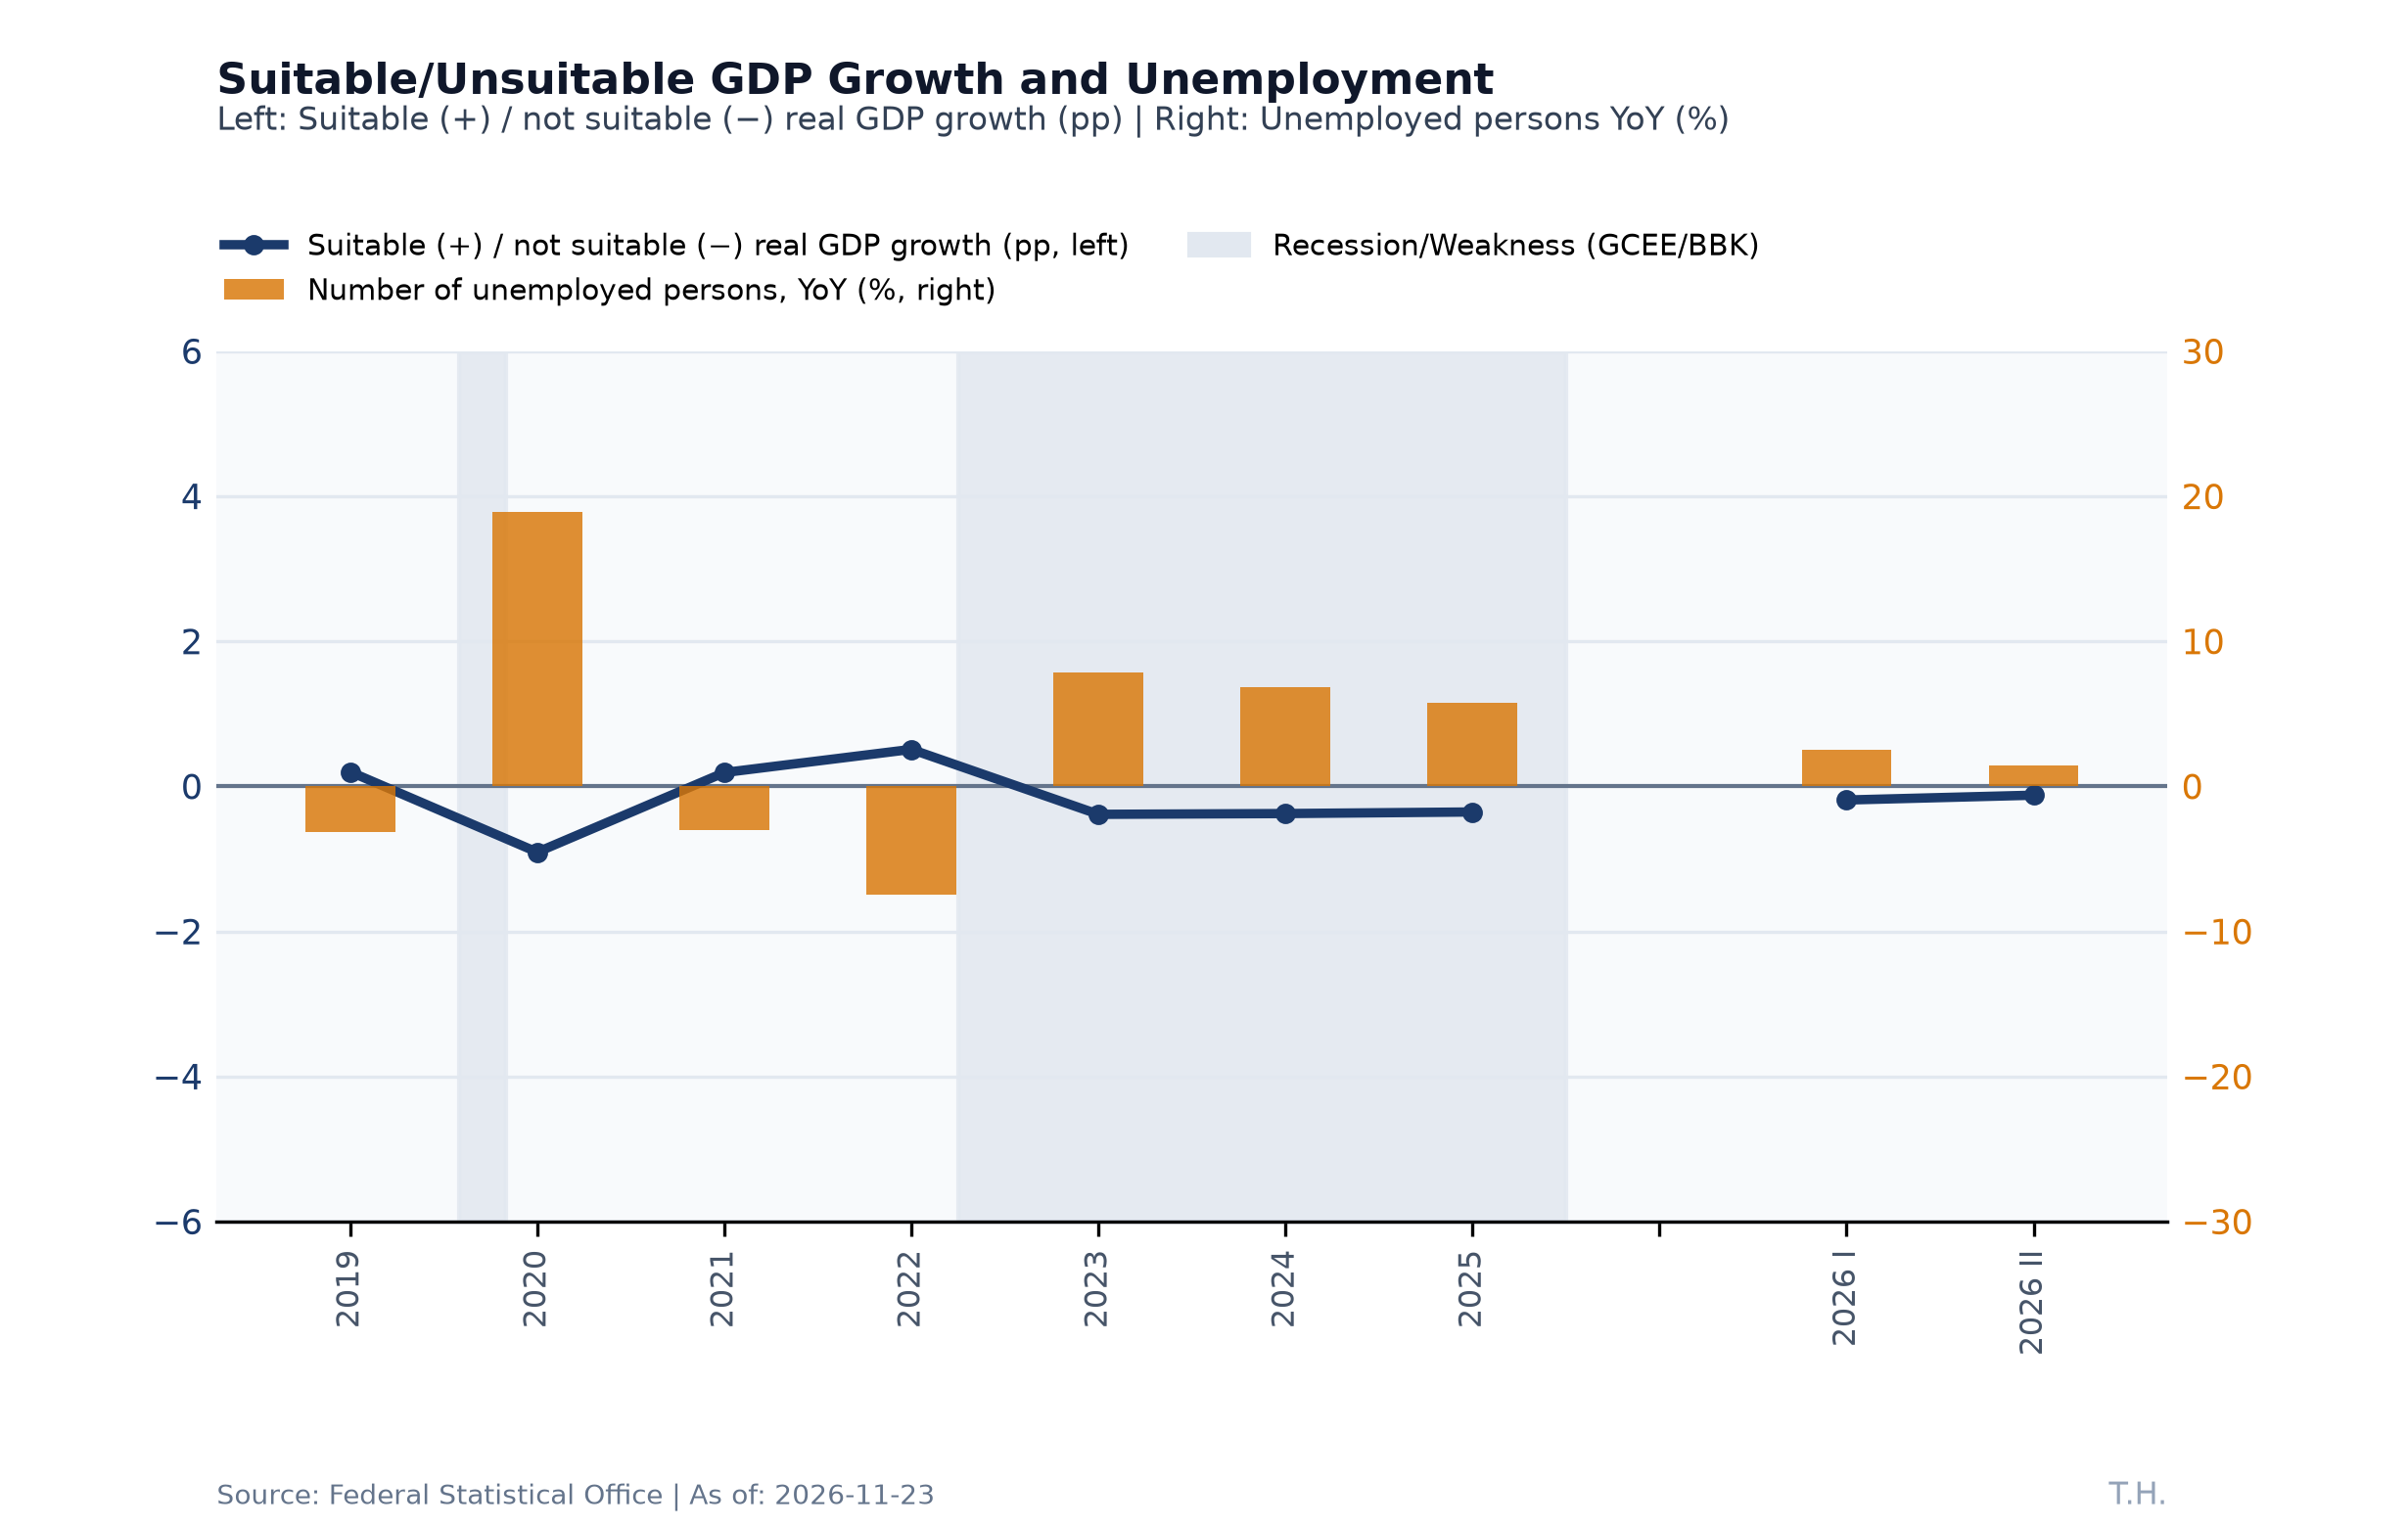 Suitable/Unsuitable GDP Growth and Unemployment
Left: Suitable (+) / not suitable (−) real GDP growth (pp) | Right: Unemployed persons YoY (%)
Suitable (+) / not suitable (−) real GDP growth (pp, left)
Recession/Weakness (GCEE/BBK)
Number of unemployed persons, YoY (%, right)
6
30
4
20
2
10
0
0
−2
−10
−4
−20
−6
−30
2019
2020
2021
2022
2023
2024
2025
2026 I
2026 II
Source: Federal Statistical Office | As of: 2026-11-23
T.H.